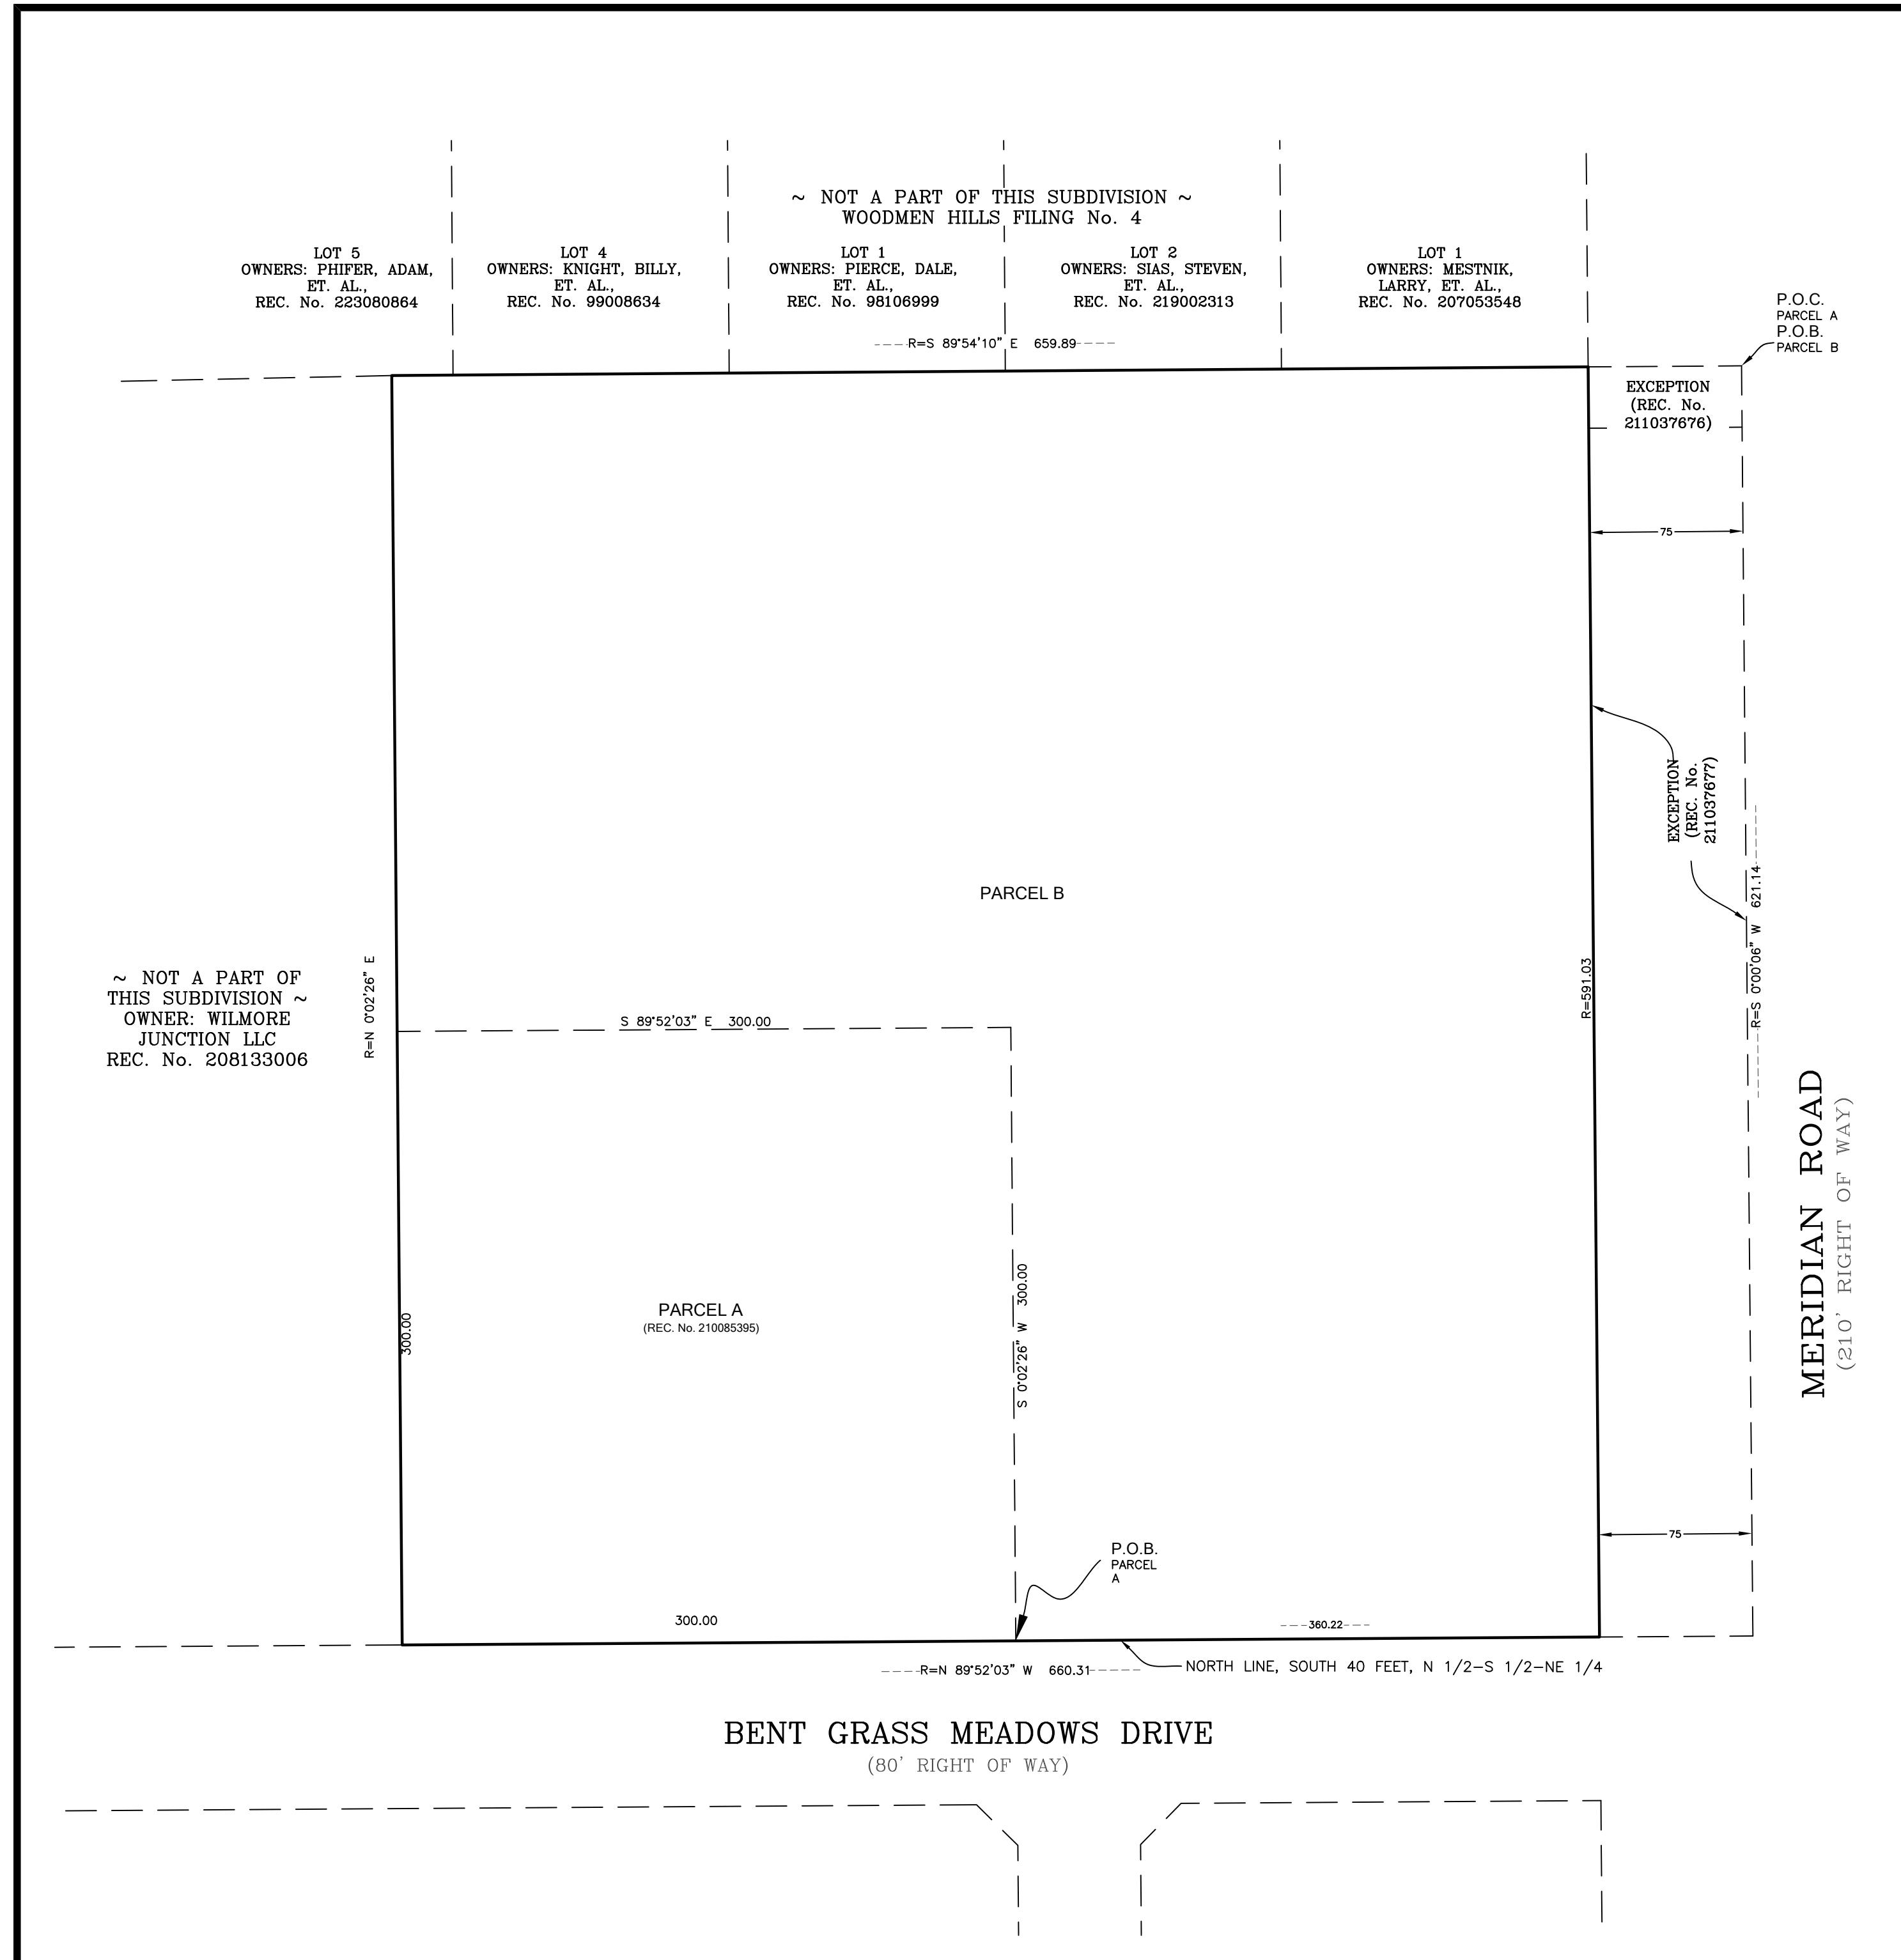 ~ NOT A PART OF THIS SUBDIVISION ~
WOODMEN HILLS FILING No. 4
LOT 5
OWNERS: PHIFER, ADAM,
ET. AL.,
REC. No. 223080864
LOT 4
OWNERS: KNIGHT, BILLY,
ET. AL.,
REC. No. 99008634
LOT 1
OWNERS: PIERCE, DALE,
ET. AL.,
REC. No. 98106999
LOT 2
OWNERS: SIAS, STEVEN,
ET. AL.,
REC. No. 219002313
LOT 1
OWNERS: MESTNIK,
LARRY, ET. AL.,
REC. No. 207053548
P.O.C.
PARCEL A
P.O.B.
PARCEL B
R=S 89°54'10" E 659.89
EXCEPTION
(REC. No.
211037676)
75
EXCEPTION
(REC. No.
211037677)
PARCEL B
R=S 0°00'06" W 621.14
R=591.03
R=N 0°02'26" E
~ NOT A PART OF
THIS SUBDIVISION ~
OWNER: WILMORE
JUNCTION LLC
REC. No. 208133006
S 89°52'03" E 300.00
MERIDIAN ROAD
(210' RIGHT OF WAY)
S 0°02'26" W 300.00
PARCEL A
(REC. No. 210085395)
300.00
75
P.O.B.
PARCEL
A
300.00
360.22
R=N 89°52'03" W 660.31
NORTH LINE, SOUTH 40 FEET, N 1/2-S 1/2-NE 1/4
BENT GRASS MEADOWS DRIVE
(80' RIGHT OF WAY)